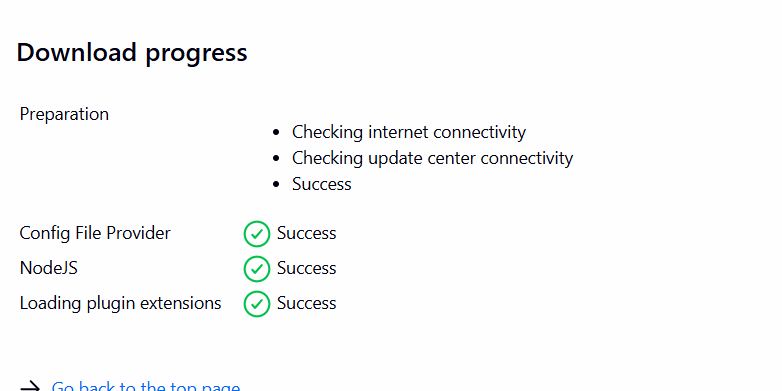 Download progress
Preparation
Checking internet connectivity
Checking update center connectivity
Success
Config File Provider Success
NodeJS Success
Loading plugin extensions Success
Go back to the top page